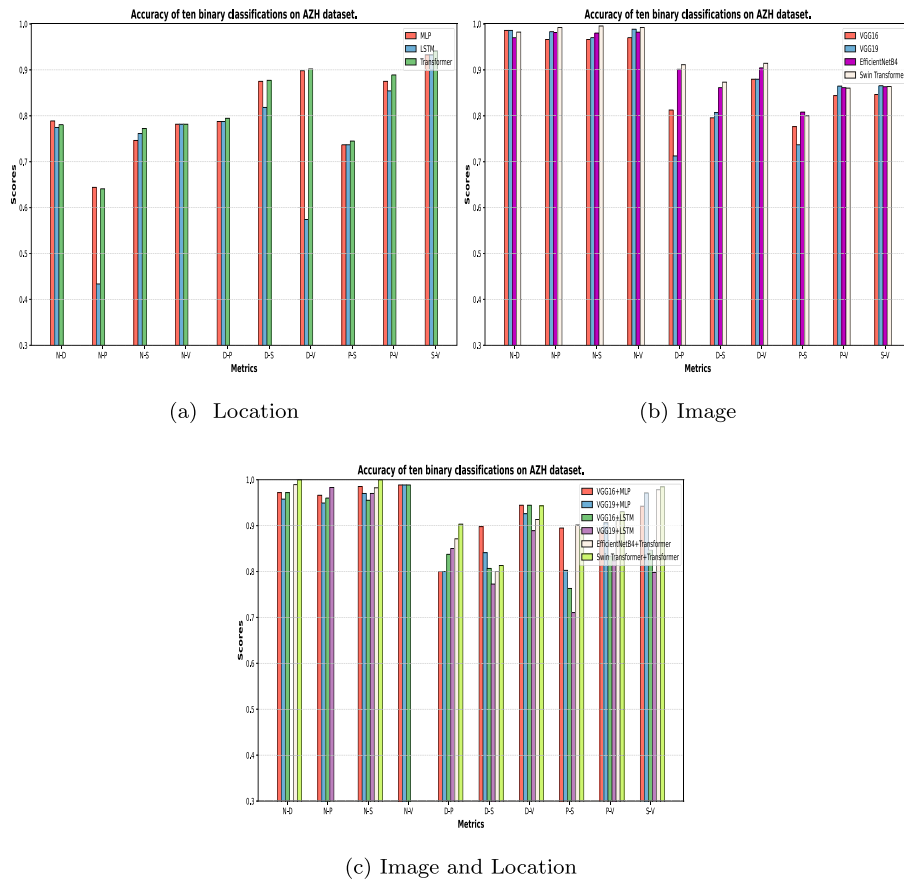 Accuracy of ten binary classifications on AZH dataset.
1.0
0.9
0.8
0.7
0.6
0.5
0.4
0.3
Scores
MLP
LSTM
Transformer
N-D N-P N-S N-V D-P D-S D-V P-S P-V S-V
Metrics
(a) Location
Accuracy of ten binary classifications on AZH dataset.
1.0
0.9
0.8
0.7
0.6
0.5
0.4
0.3
Scores
VGG16
VGG19
EfficientNetB4
Swin Transformer
N-D N-P N-S N-V D-P D-S D-V P-S P-V S-V
Metrics
(b) Image
Accuracy of ten binary classifications on AZH dataset.
1.0
0.9
0.8
0.7
0.6
0.5
0.4
0.3
Scores
VGG16+MLP
VGG19+MLP
VGG16+LSTM
VGG19+LSTM
EfficientNetB4+Transformer
Swin Transformer+Transformer
N-D N-P N-S N-V D-P D-S D-V P-S P-V S-V
Metrics
(c) Image and Location